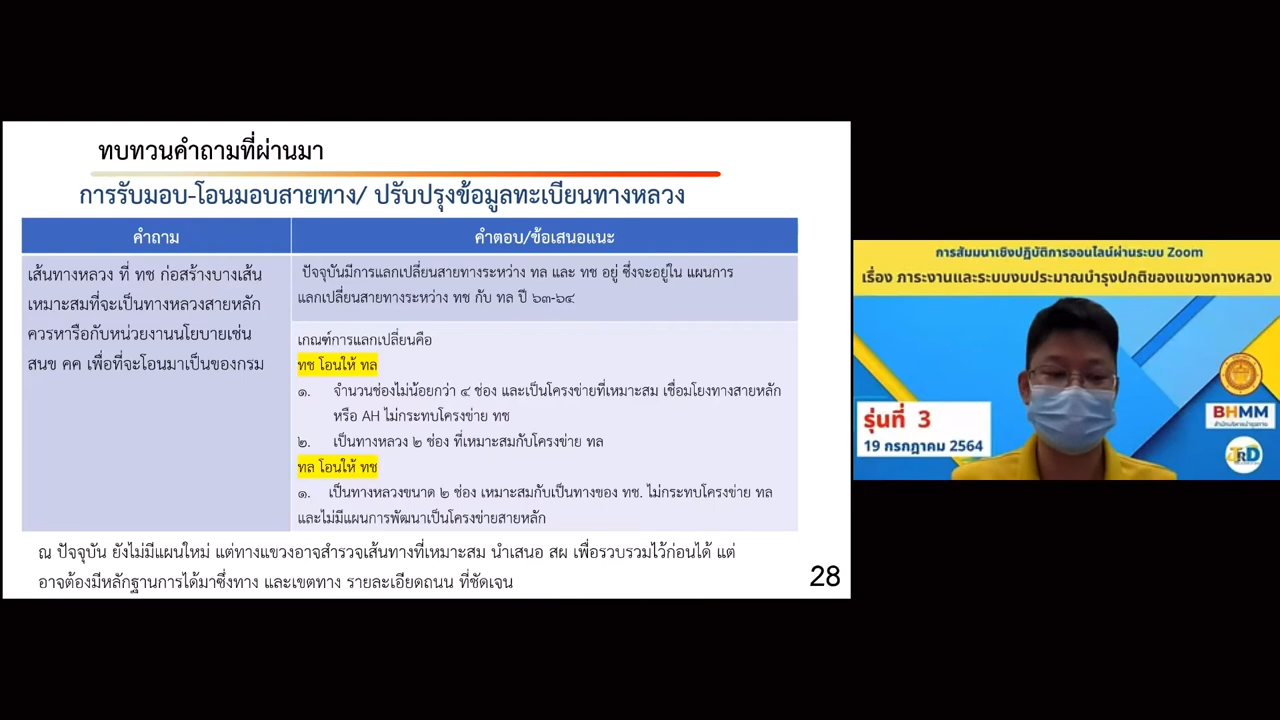 ทบทวนคำถามที่ผ่านมา
การรับมอบ-โอนมอบสายทาง/ ปรับปรุงข้อมูลทะเบียนทางหลวง
คำถาม
คำตอบ/ข้อเสนอแนะ
เส้นทางหลวง ที่ ทช ก่อสร้างบางเส้น
เหมาะสมที่จะเป็นทางหลวงสายหลัก
ควรหารือกับหน่วยงานนโยบายเช่น
สนข คค เพื่อที่จะโอนมาเป็นของกรม
ปัจจุบันมีการแลกเปลี่ยนสายทางระหว่าง ทล และ ทช อยู่ ซึ่งจะอยู่ใน แผนการ
แลกเปลี่ยนสายทางระหว่าง ทช กับ ทล ปี ๖๓-๖๔
เกณฑ์การแลกเปลี่ยนคือ
ทช โอนให้ ทล
๑. จำนวนช่องไม่น้อยกว่า ๔ ช่อง และเป็นโครงข่ายที่เหมาะสม เชื่อมโยงทางสายหลัก
หรือ AH ไม่กระทบโครงข่าย ทช
๒. เป็นทางหลวง ๒ ช่อง ที่เหมาะสมกับโครงข่าย ทล
ทล โอนให้ ทช
๑. เป็นทางหลวงขนาด ๒ ช่อง เหมาะสมกับเป็นทางของ ทช. ไม่กระทบโครงข่าย ทล
และไม่มีแผนการพัฒนาเป็นโครงข่ายสายหลัก
ณ ปัจจุบัน ยังไม่มีแผนใหม่ แต่ทางแขวงอาจสำรวจเส้นทางที่เหมาะสม นำเสนอ สผ เพื่อรวบรวมไว้ก่อนได้ แต่
อาจต้องมีหลักฐานการได้มาซึ่งทาง และเขตทาง รายละเอียดถนน ที่ชัดเจน
28
การสัมมนาเชิงปฏิบัติการออนไลน์ผ่านระบบ Zoom
เรื่อง ภาระงานและระบบงบประมาณบำรุงปกติของแขวงทางหลวง
รุ่นที่ 3
19 กรกฎาคม 2564
BHMM
สำนักบริหารบำรุงทาง